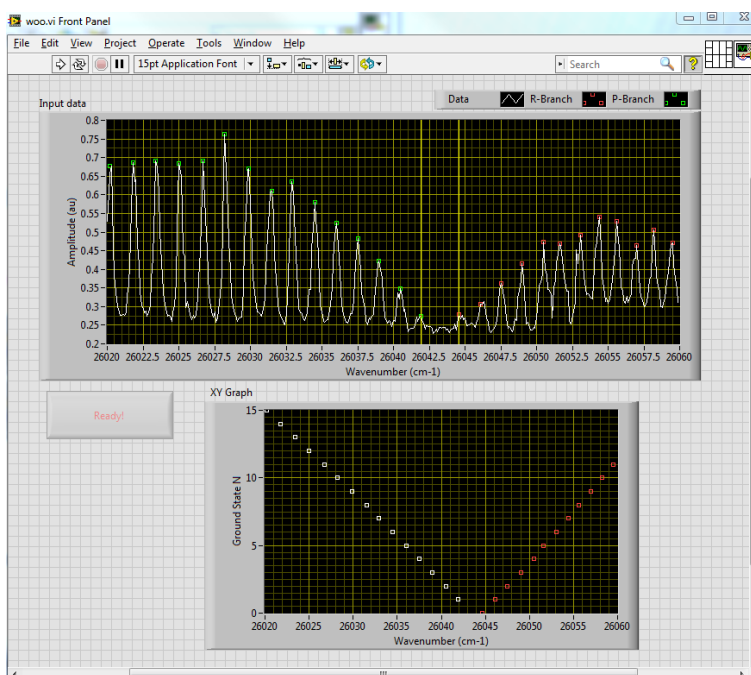 woo.vi Front Panel
File Edit View Project Operate Tools Window Help
15pt Application Font Search
Input data
Data R-Branch P-Branch
0.8
0.75
0.7
0.65
0.6
0.55
0.5
0.45
0.4
0.35
0.3
0.25
0.2
Amplitude (au)
26020 26022.5 26025 26027.5 26030 26032.5 26035 26037.5 26040 26042.5 26045 26047.5 26050 26052.5 26055 26057.5 26060
Wavenumber (cm-1)
Ready!
XY Graph
15
10
5
0
Ground State N
26020 26025 26030 26035 26040 26045 26050 26055 26060
Wavenumber (cm-1)